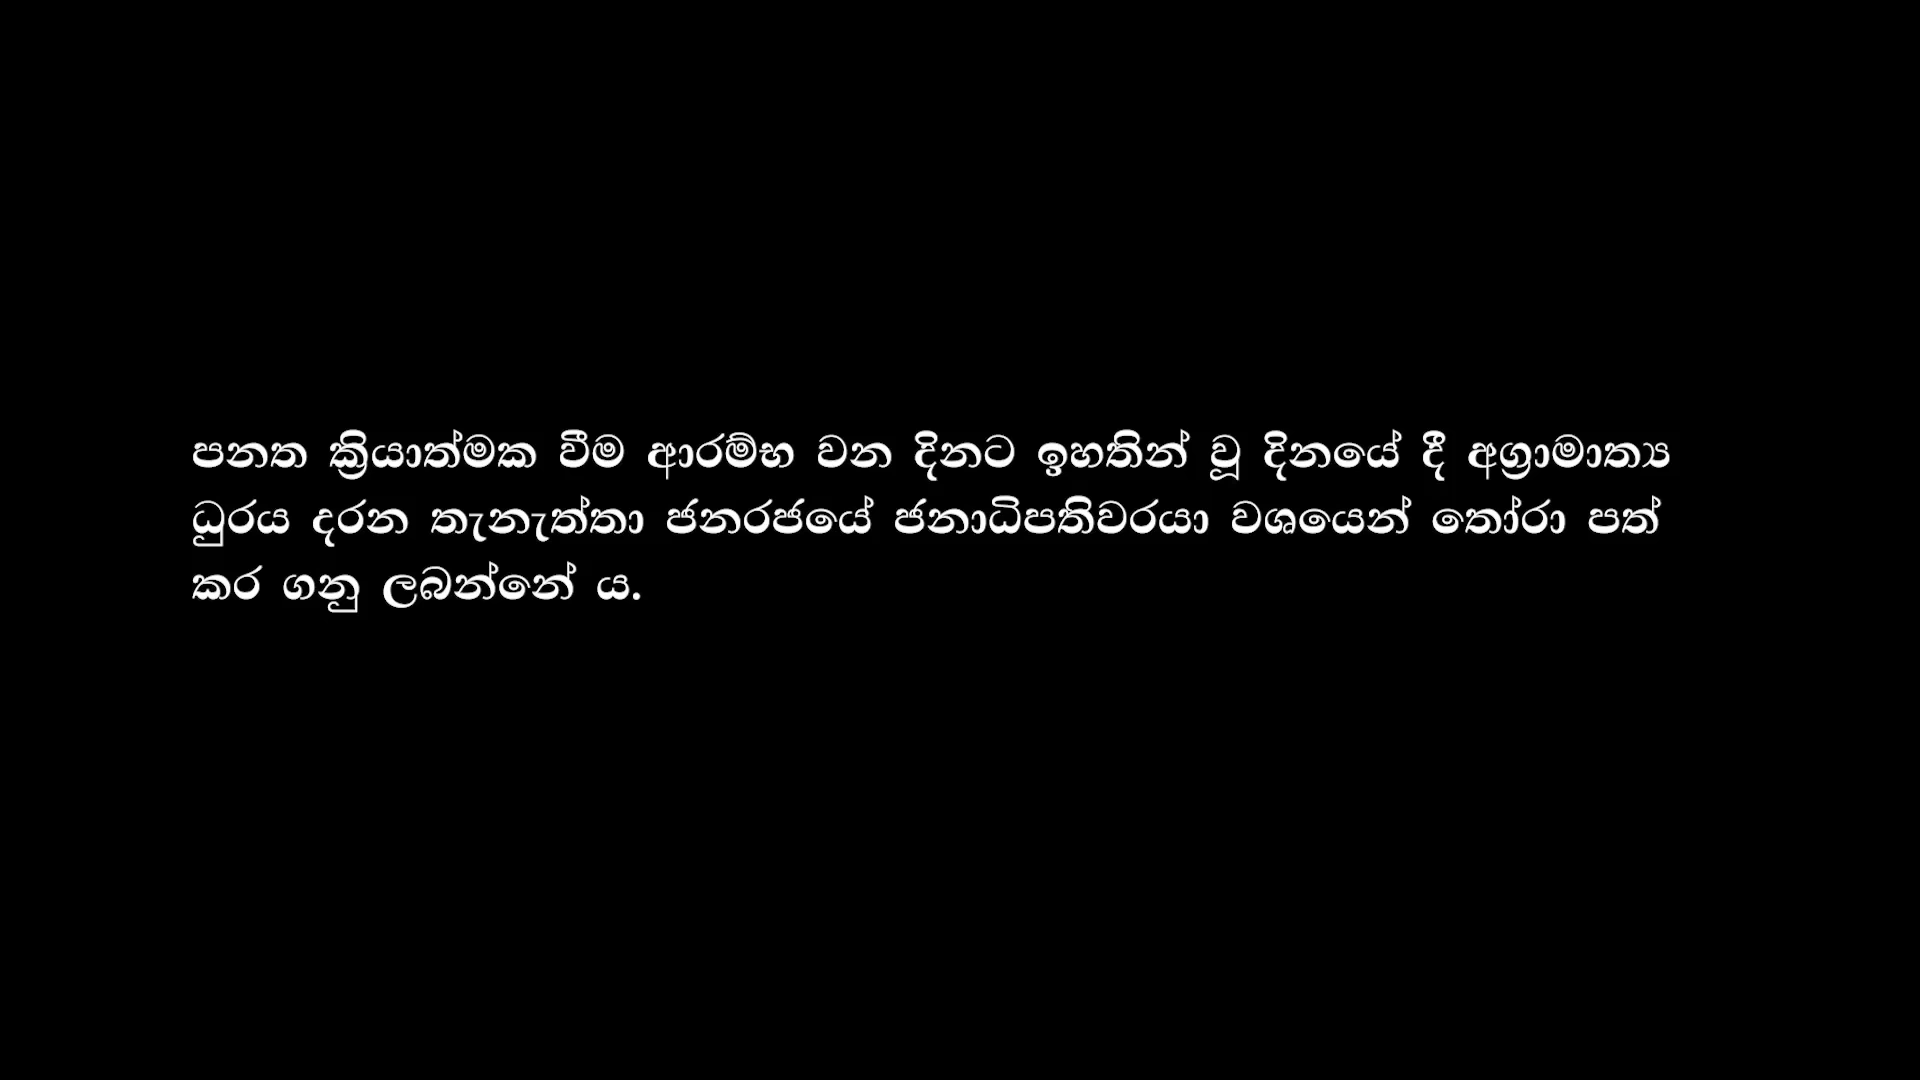 පනත ක්‍රියාත්මක වීම ආරම්භ වන දිනට ඉහතින් වූ දිනයේ දී අග්‍රාමාත්‍ය
ධුරය දරන තැනැත්තා ජනරජයේ ජනාධිපතිවරයා වශයෙන් තෝරා පත්
කර ගනු ලබන්නේ ය.